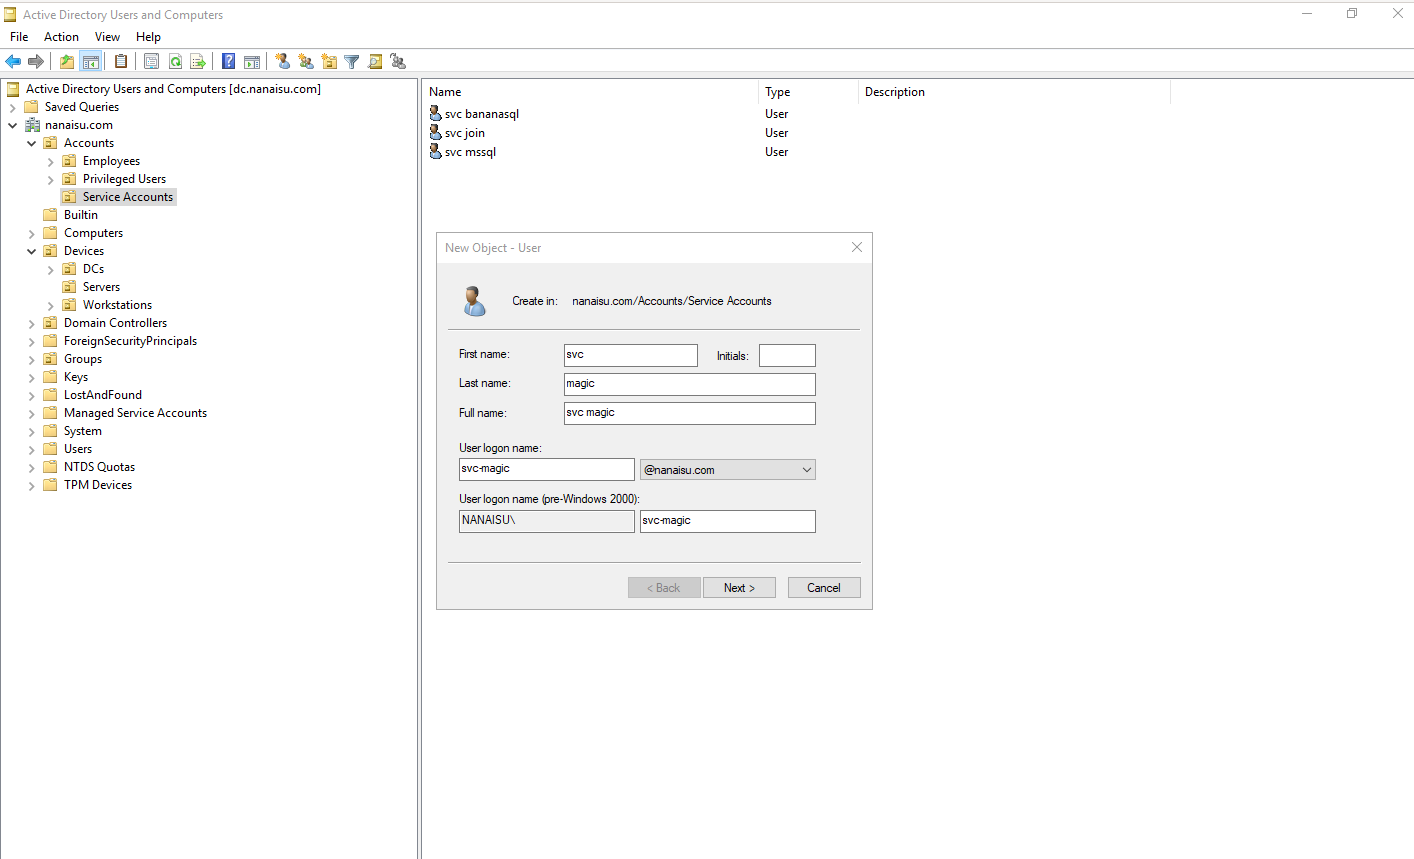 Active Directory Users and Computers
File Action View Help
Active Directory Users and Computers [dc.nanaisu.com]
Saved Queries
nanaisu.com
Accounts
Employees
Privileged Users
Service Accounts
Builtin
Computers
Devices
DCs
Servers
Workstations
Domain Controllers
ForeignSecurityPrincipals
Groups
Keys
LostAndFound
Managed Service Accounts
System
Users
NTDS Quotas
TPM Devices
Name Type Description
svc bananasql User
svc join User
svc mssql User
New Object - User
Create in: nanaisu.com/Accounts/Service Accounts
First name: svc Initials:
Last name: magic
Full name: svc magic
User logon name:
svc-magic @nanaisu.com
User logon name (pre-Windows 2000):
NANAISU\ svc-magic
< Back Next > Cancel